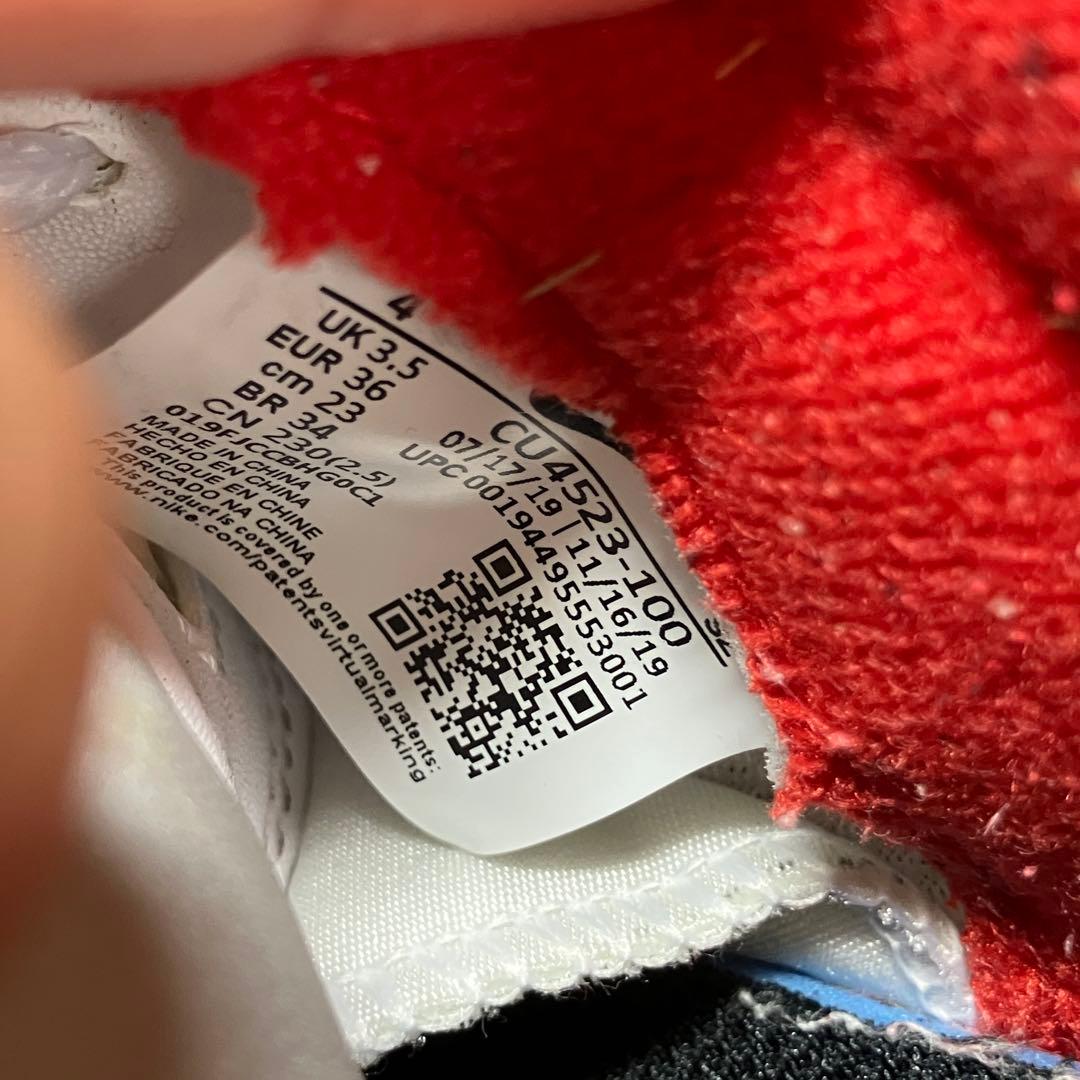 4
UK 3.5
EUR 36
cm 23
BR 34
CN 230(2.5)
019FJCCBHG0C1
MADE IN CHINA
HECHO EN CHINA
FABRIQUE EN CHINE
FABRICADO NA CHINA
This product is covered by one or more patents:
www.nike.com/patentsvirtualmarking
CU4523-100
07/17/19 | 11/16/19
UPC 00194495553001